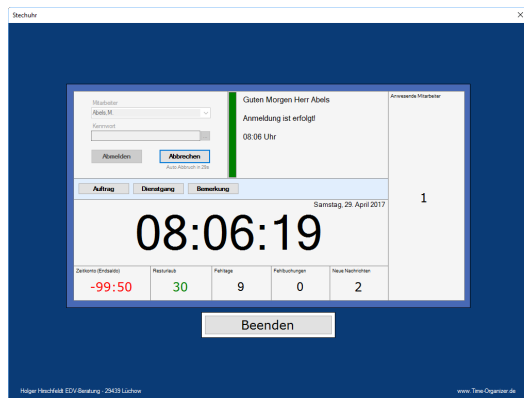 Stechuhr
Mitarbeiter
Abels,M.
Kennwort
Abmelden
Abbrechen
Auto Abbruch in 29s
Guten Morgen Herr Abels
Anmeldung ist erfolgt!
08:06 Uhr
Anwesende Mitarbeiter
1
Auftrag
Dienstgang
Bemerkung
Samstag, 29. April 2017
08:06:19
Zeitkonto (Endsaldo)
-99:50
Resturlaub
30
Fehltage
9
Fehlbuchungen
0
Neue Nachrichten
2
Beenden
Holger Hirschfeldt EDV-Beratung - 29439 Lüchow
www.Time-Organizer.de